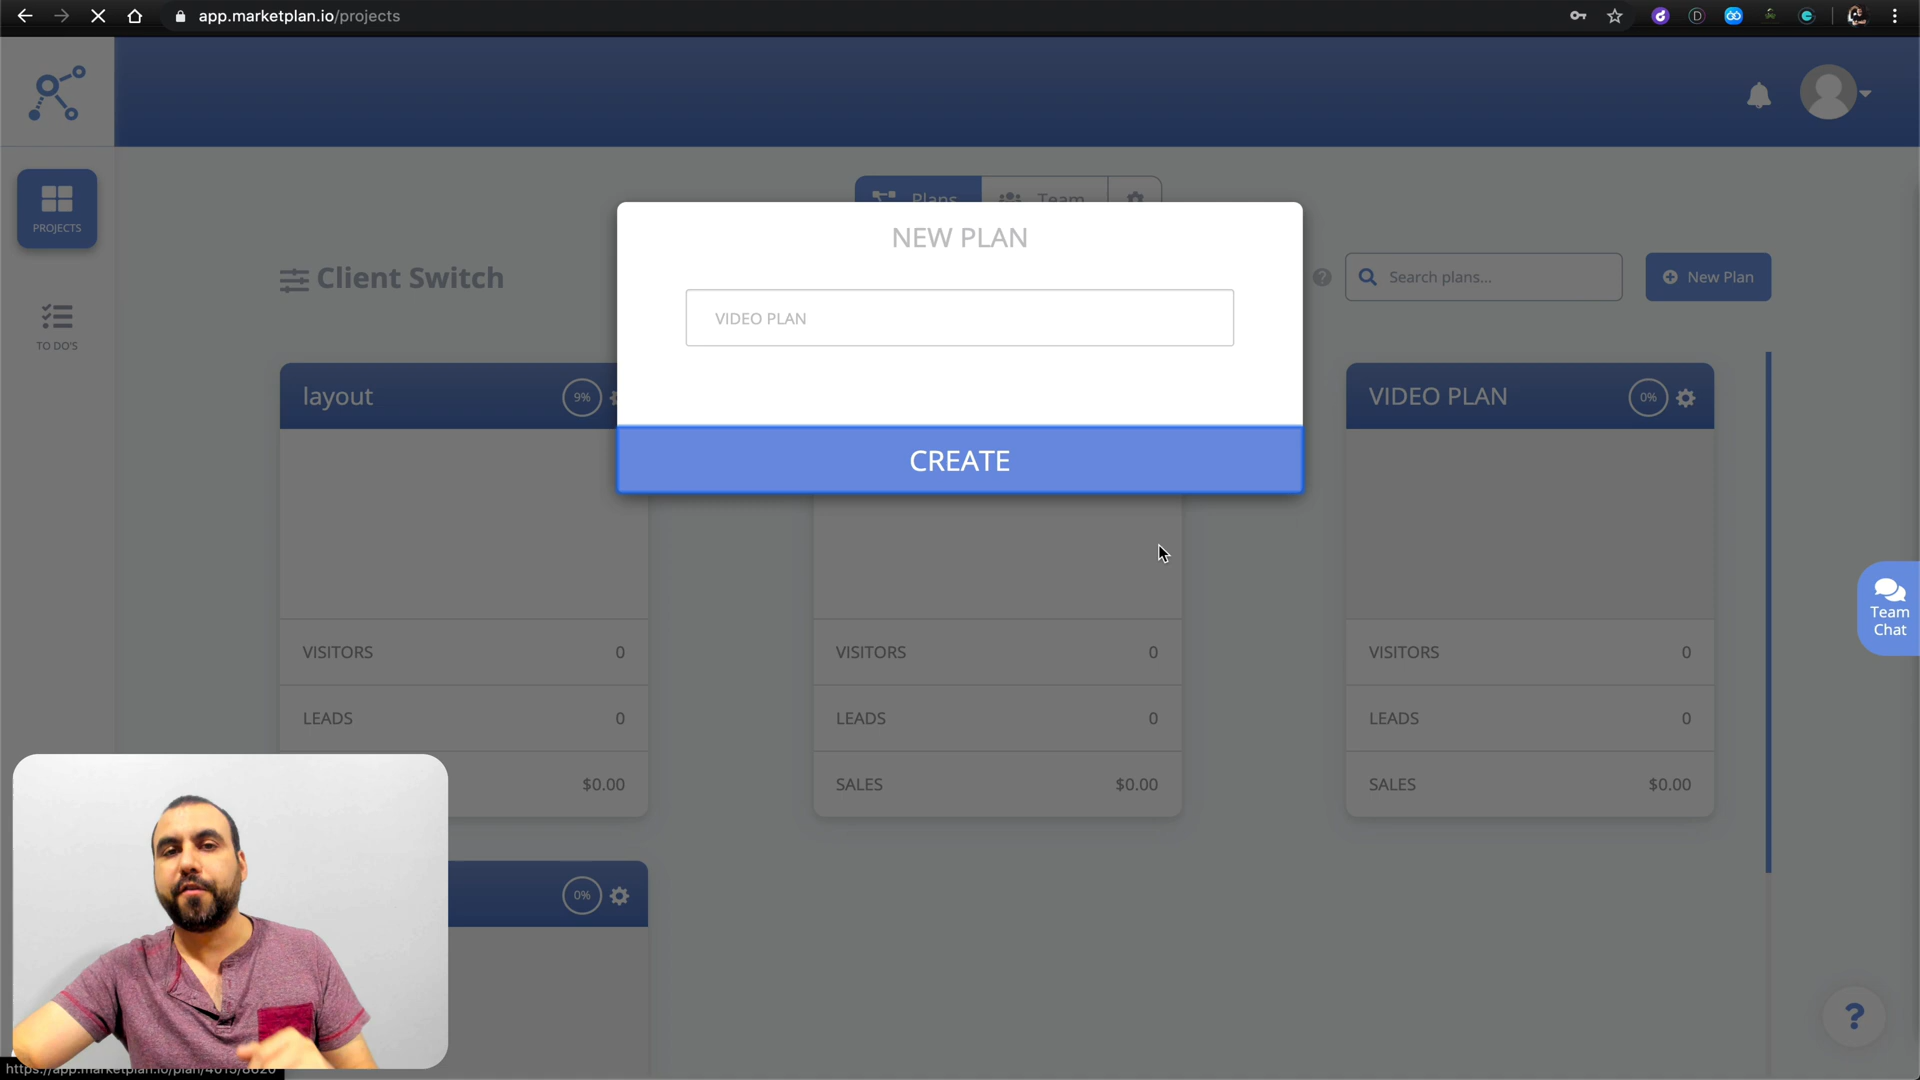 app.marketplan.io/projects
PROJECTS
TO DO'S
Plans
Team
Client Switch
Search plans...
New Plan
NEW PLAN
VIDEO PLAN
CREATE
layout
9%
VISITORS 0
LEADS 0
$0.00
VISITORS 0
LEADS 0
SALES $0.00
VIDEO PLAN
0%
VISITORS 0
LEADS 0
SALES $0.00
0%
Team
Chat
?